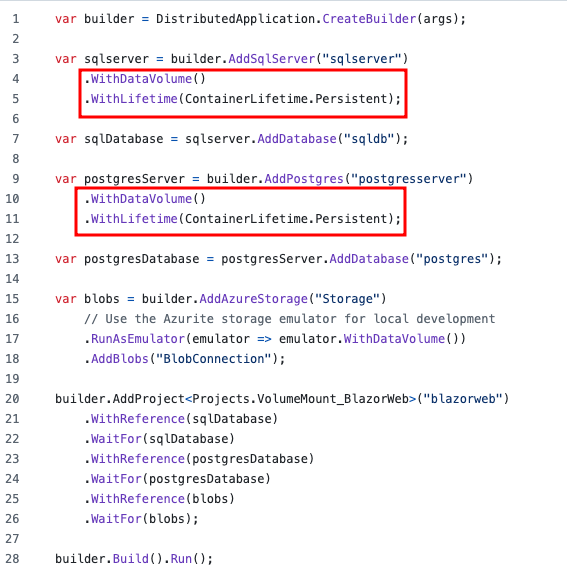 1 var builder = DistributedApplication.CreateBuilder(args);
2
3 var sqlserver = builder.AddSqlServer("sqlserver")
4     .WithDataVolume()
5     .WithLifetime(ContainerLifetime.Persistent);
6
7 var sqlDatabase = sqlserver.AddDatabase("sqldb");
8
9 var postgresServer = builder.AddPostgres("postgresserver")
10     .WithDataVolume()
11     .WithLifetime(ContainerLifetime.Persistent);
12
13 var postgresDatabase = postgresServer.AddDatabase("postgres");
14
15 var blobs = builder.AddAzureStorage("Storage")
16     // Use the Azurite storage emulator for local development
17     .RunAsEmulator(emulator => emulator.WithDataVolume())
18     .AddBlobs("BlobConnection");
19
20 builder.AddProject<Projects.VolumeMount_BlazorWeb>("blazorweb")
21     .WithReference(sqlDatabase)
22     .WaitFor(sqlDatabase)
23     .WithReference(postgresDatabase)
24     .WaitFor(postgresDatabase)
25     .WithReference(blobs)
26     .WaitFor(blobs);
27
28 builder.Build().Run();